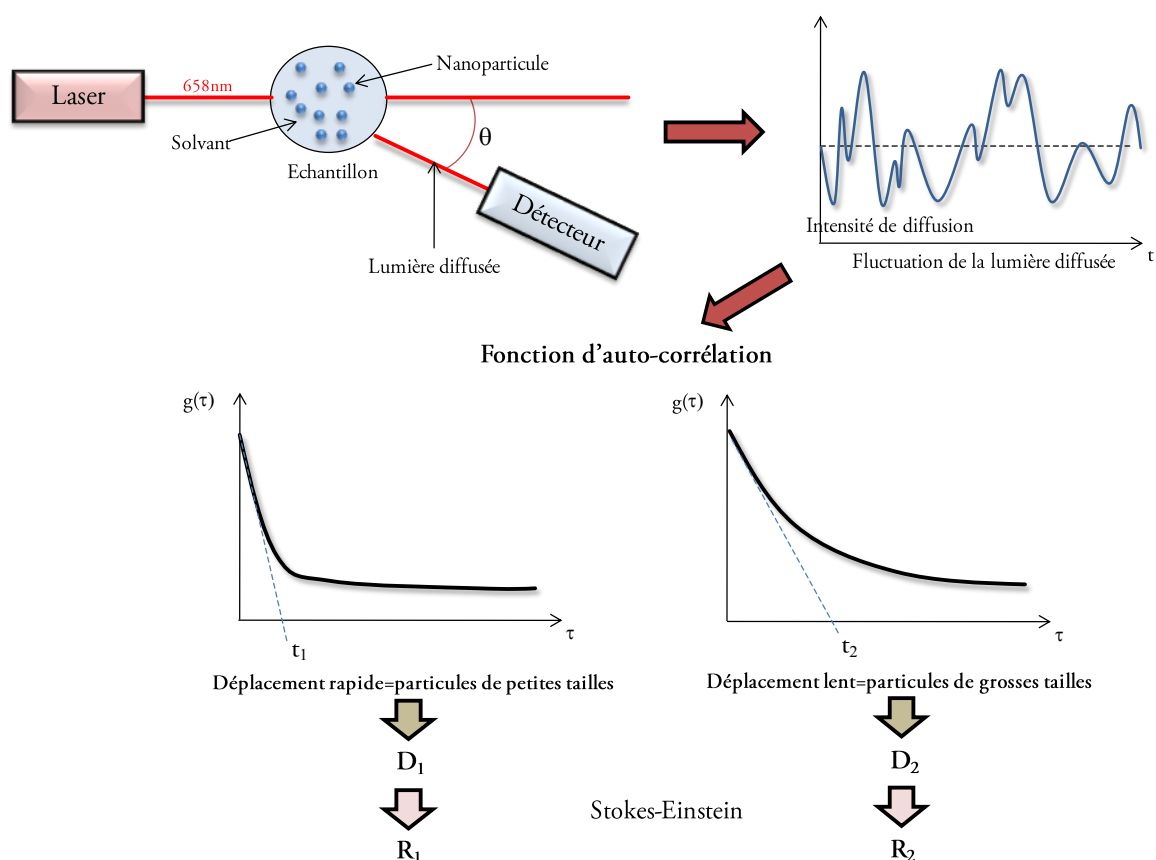 Laser
658nm
Nanoparticule
Solvant
Echantillon
θ
Détecteur
Lumière diffusée
Intensité de diffusion
t
Fluctuation de la lumière diffusée
Fonction d’auto-corrélation
g(τ)
τ
t₁
Déplacement rapide=particules de petites tailles
D₁
R₁
g(τ)
τ
t₂
Déplacement lent=particules de grosses tailles
D₂
R₂
Stokes-Einstein